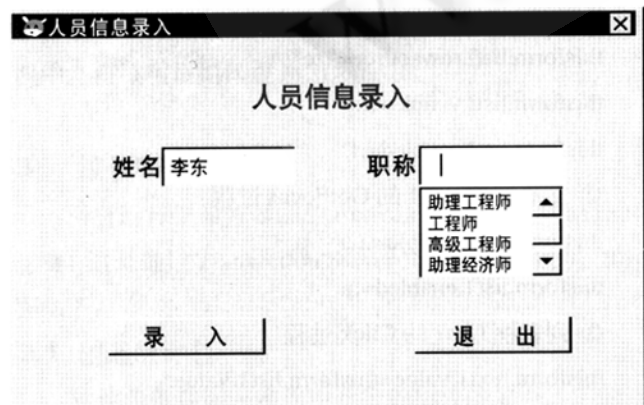 人员信息录入
人员信息录入
姓名 李东 职称
助理工程师
工程师
高级工程师
助理经济师
录 入 退 出